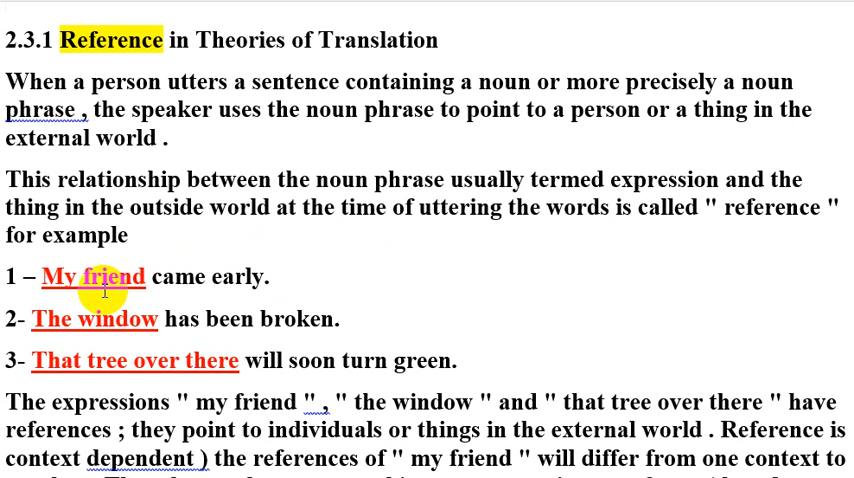 2.3.1 Reference in Theories of Translation
When a person utters a sentence containing a noun or more precisely a noun
phrase , the speaker uses the noun phrase to point to a person or a thing in the
external world .
This relationship between the noun phrase usually termed expression and the
thing in the outside world at the time of uttering the words is called " reference "
for example
1 – My friend came early.
2- The window has been broken.
3- That tree over there will soon turn green.
The expressions " my friend " , " the window " and " that tree over there " have
references ; they point to individuals or things in the external world . Reference is
context dependent ) the references of " my friend " will differ from one context to